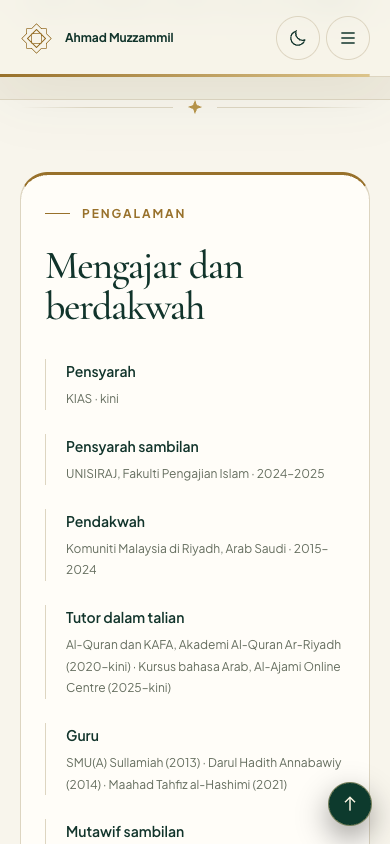 Ahmad Muzzammil
PENGALAMAN
Mengajar dan
berdakwah
Pensyarah
KIAS · kini
Pensyarah sambilan
UNISIRAJ, Fakulti Pengajian Islam · 2024–2025
Pendakwah
Komuniti Malaysia di Riyadh, Arab Saudi · 2015–
2024
Tutor dalam talian
Al-Quran dan KAFA, Akademi Al-Quran Ar-Riyadh
(2020–kini) · Kursus bahasa Arab, Al-Ajami Online
Centre (2025–kini)
Guru
SMU(A) Sullamiah (2013) · Darul Hadith Annabawiy
(2014) · Maahad Tahfiz al-Hashimi (2021)
Mutawif sambilan